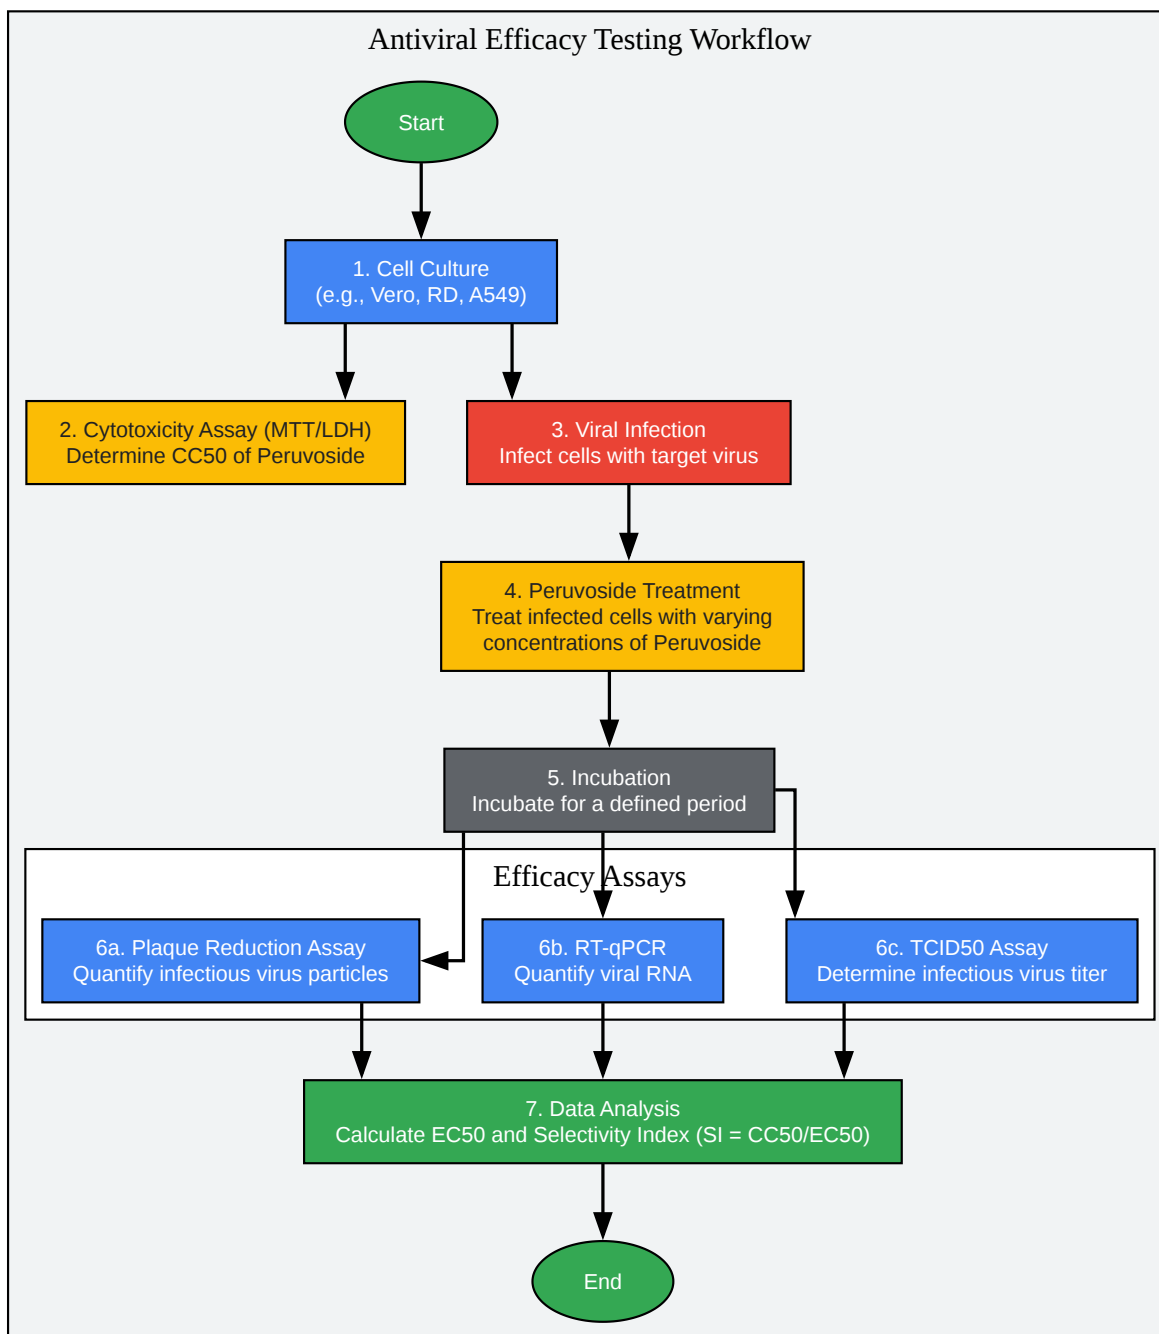 Antiviral Efficacy Testing Workflow
Start
1. Cell Culture
(e.g., Vero, RD, A549)
2. Cytotoxicity Assay (MTT/LDH)
Determine CC50 of Peruvoside
3. Viral Infection
Infect cells with target virus
4. Peruvoside Treatment
Treat infected cells with varying
concentrations of Peruvoside
5. Incubation
Incubate for a defined period
Efficacy Assays
6a. Plaque Reduction Assay
Quantify infectious virus particles
6b. RT-qPCR
Quantify viral RNA
6c. TCID50 Assay
Determine infectious virus titer
7. Data Analysis
Calculate EC50 and Selectivity Index (SI = CC50/EC50)
End